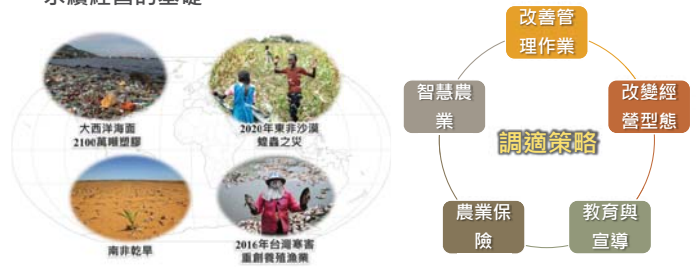 永續經營的基礎
大西洋海面
2100萬噸塑膠
2020年東非沙漠
蝗蟲之災
南非乾旱
2016年台灣寒害
重創養殖漁業
改善管
理作業
智慧農
業
改變經
營型態
調適策略
農業保
險
教育與
宣導